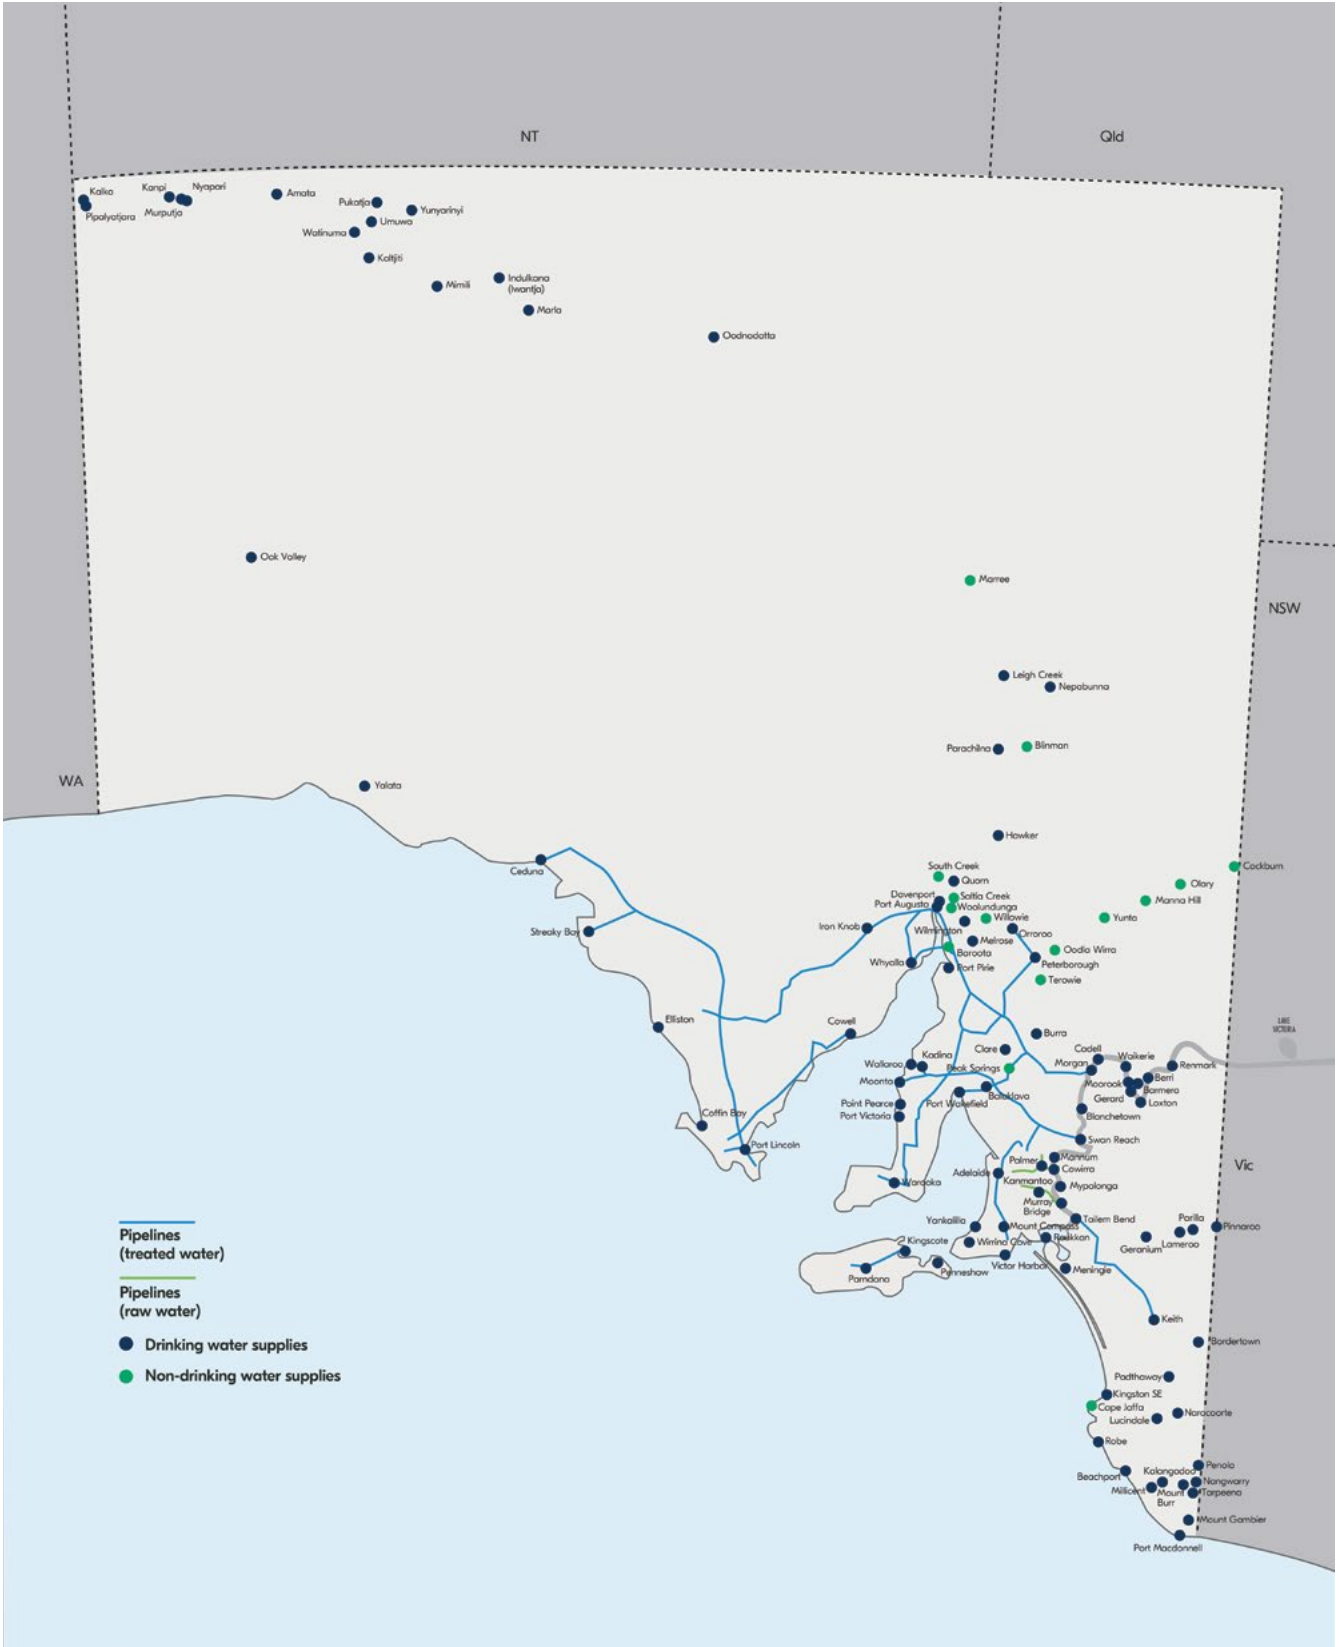 NT
Qld
Kalka
Kanpi
Nyapari
Pipalyatjara
Murputja
Amata
Pukatja
Yunyarinyi
Umuwa
Watinuma
Kaltjiti
Mimili
Indulkana
(Iwantja)
Marla
Oodnadatta
Oak Valley
Marree
NSW
Leigh Creek
Nepabunna
Parachilna
Blinman
WA
Yalata
Hawker
Ceduna
South Creek
Quorn
Cockburn
Olary
Davenport
Saltia Creek
Manna Hill
Port Augusta
Woolundunga
Streaky Bay
Iron Knob
Wilmington
Willowie
Orroroo
Yunta
Melrose
Baroota
Oodla Wirra
Whyalla
Port Pirie
Peterborough
Terowie
Elliston
Cowell
Burra
LAKE
VICTORIA
Clare
Cadell
Wallaroo
Kadina
Morgan
Waikerie
Renmark
Peak Springs
Moonta
Moorook
Berri
Barmera
Point Pearce
Port Wakefield
Balaklava
Gerard
Loxton
Port Victoria
Blanchetown
Coffin Bay
Port Lincoln
Swan Reach
Palmer
Mannum
Vic
Adelaide
Cowirra
Warooka
Kanmantoo
Mypolonga
Murray
Bridge
Yankalilla
Mount Compass
Tailem Bend
Parilla
Pinnaroo
Kingscote
Wirrina Cove
Raukkan
Geranium
Lameroo
Parndana
Penneshaw
Victor Harbor
Meningie
Pipelines
(treated water)
Pipelines
(raw water)
Drinking water supplies
Non-drinking water supplies
Keith
Bordertown
Padthaway
Kingston SE
Cape Jaffa
Lucindale
Naracoorte
Robe
Penola
Beachport
Kalangadoo
Nangwarry
Millicent
Mount
Burr
Tarpeena
Mount Gambier
Port Macdonnell